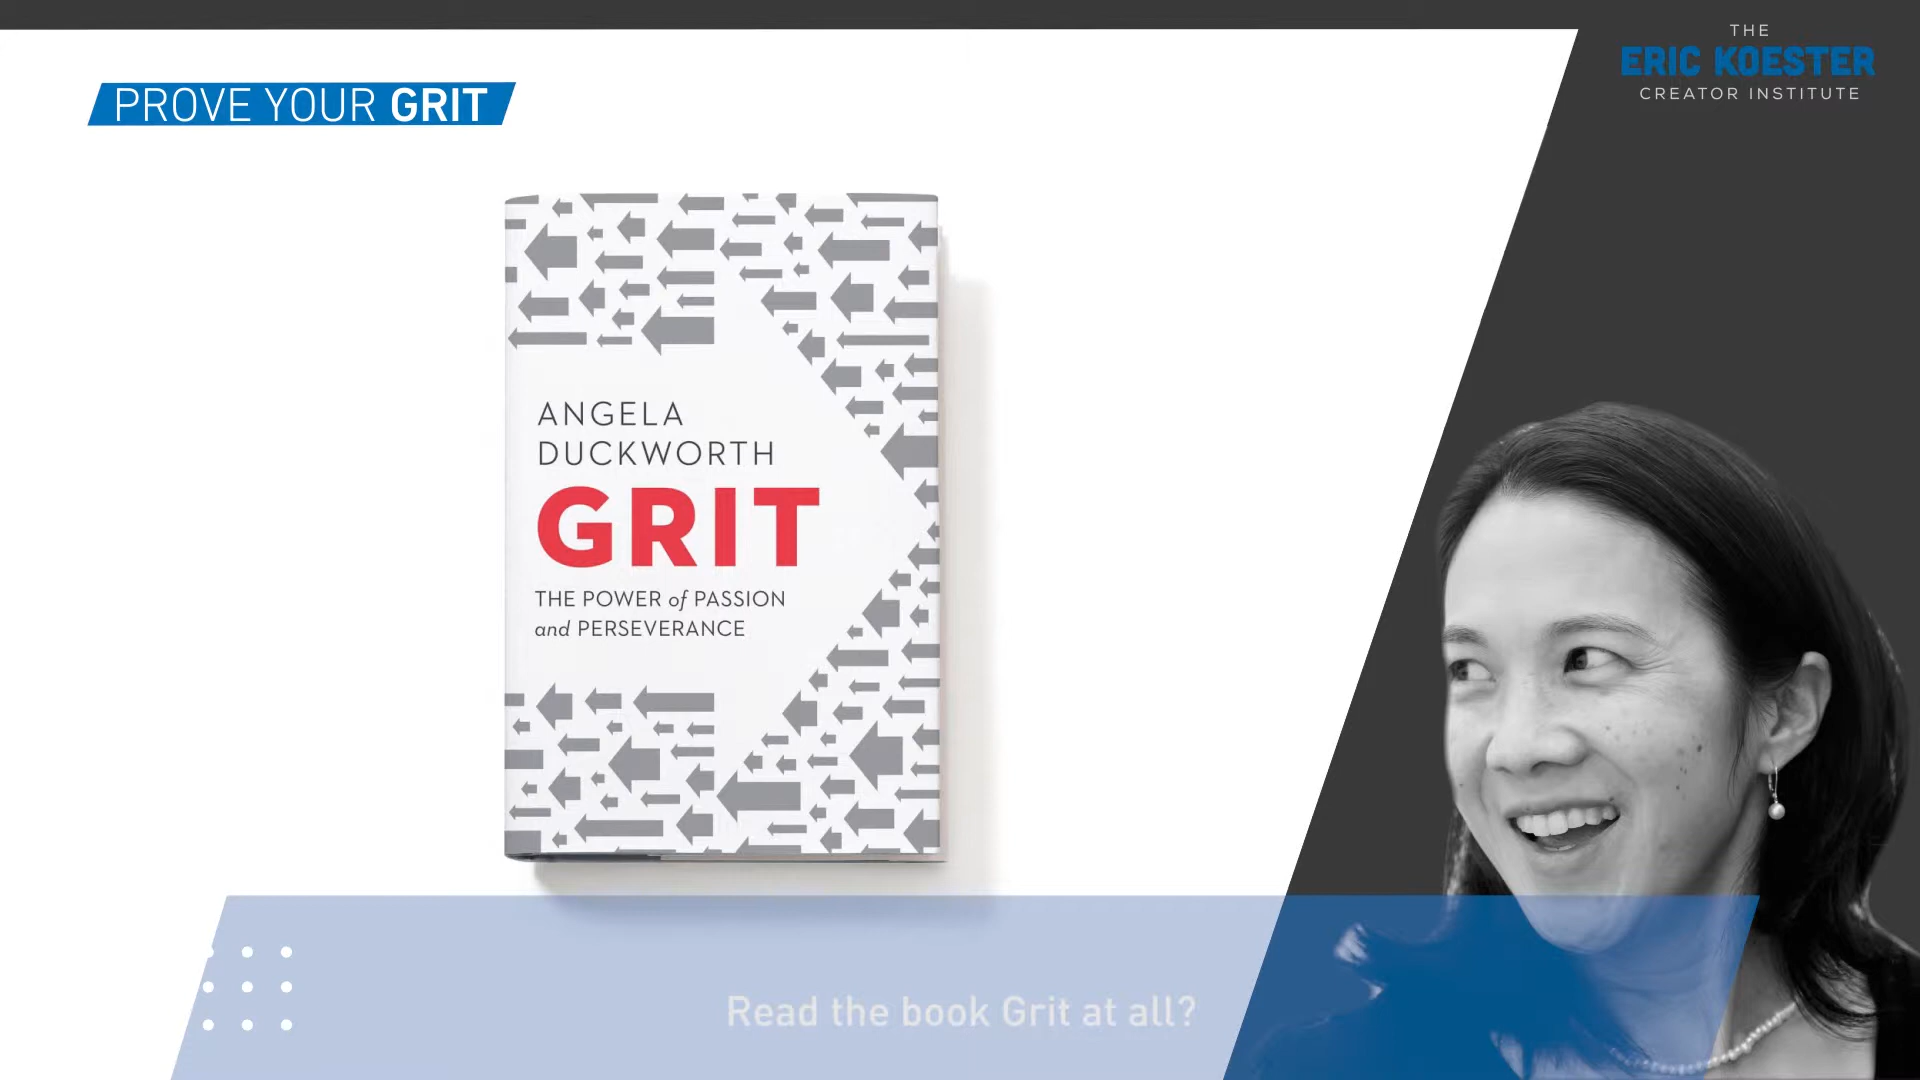 THE
ERIC KOESTER
CREATOR INSTITUTE
PROVE YOUR GRIT
ANGELA
DUCKWORTH
GRIT
THE POWER of PASSION
and PERSEVERANCE
Read the book Grit at all?